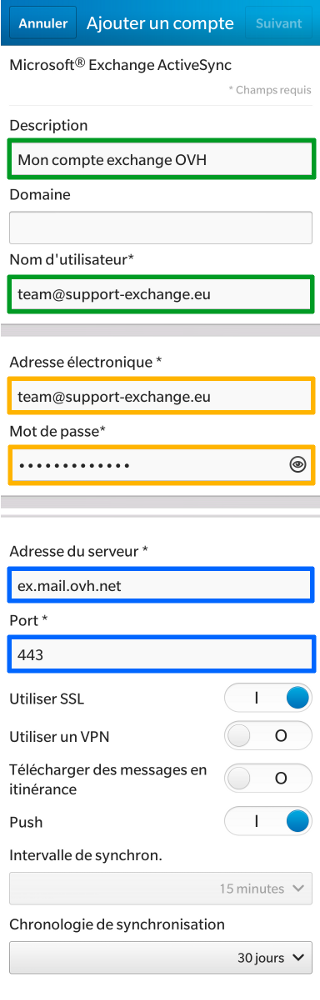 Annuler Ajouter un compte Suivant
Microsoft® Exchange ActiveSync
* Champs requis
Description
Mon compte exchange OVH
Domaine
Nom d'utilisateur*
team@support-exchange.eu
Adresse électronique *
team@support-exchange.eu
Mot de passe*
•••••••••••••
Adresse du serveur *
ex.mail.ovh.net
Port *
443
Utiliser SSL
Utiliser un VPN
Télécharger des messages en
itinérance
Push
Intervalle de synchron.
15 minutes
Chronologie de synchronisation
30 jours